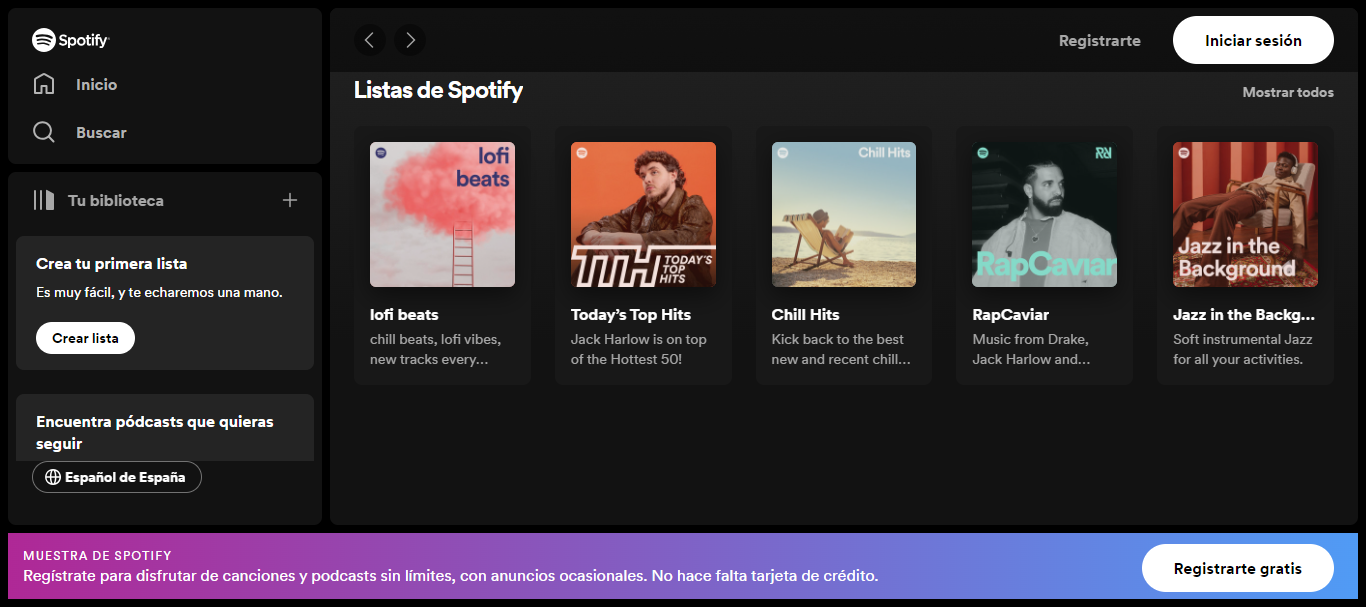 Spotify
Inicio
Buscar
Tu biblioteca
Crea tu primera lista
Es muy fácil, y te echaremos una mano.
Crear lista
Encuentra pódcasts que quieras
seguir
Español de España
Registrarte
Iniciar sesión
Listas de Spotify
Mostrar todos
lofi
beats
lofi beats
chill beats, lofi vibes,
new tracks every...
TTH TODAY'S
TOP
HITS
Today's Top Hits
Jack Harlow is on top
of the Hottest 50!
Chill Hits
Chill Hits
Kick back to the best
new and recent chill...
RapCaviar
RapCaviar
Music from Drake,
Jack Harlow and...
Jazz in the
Background
Jazz in the Backg...
Soft instrumental Jazz
for all your activities.
MUESTRA DE SPOTIFY
Regístrate para disfrutar de canciones y podcasts sin límites, con anuncios ocasionales. No hace falta tarjeta de crédito.
Registrarte gratis